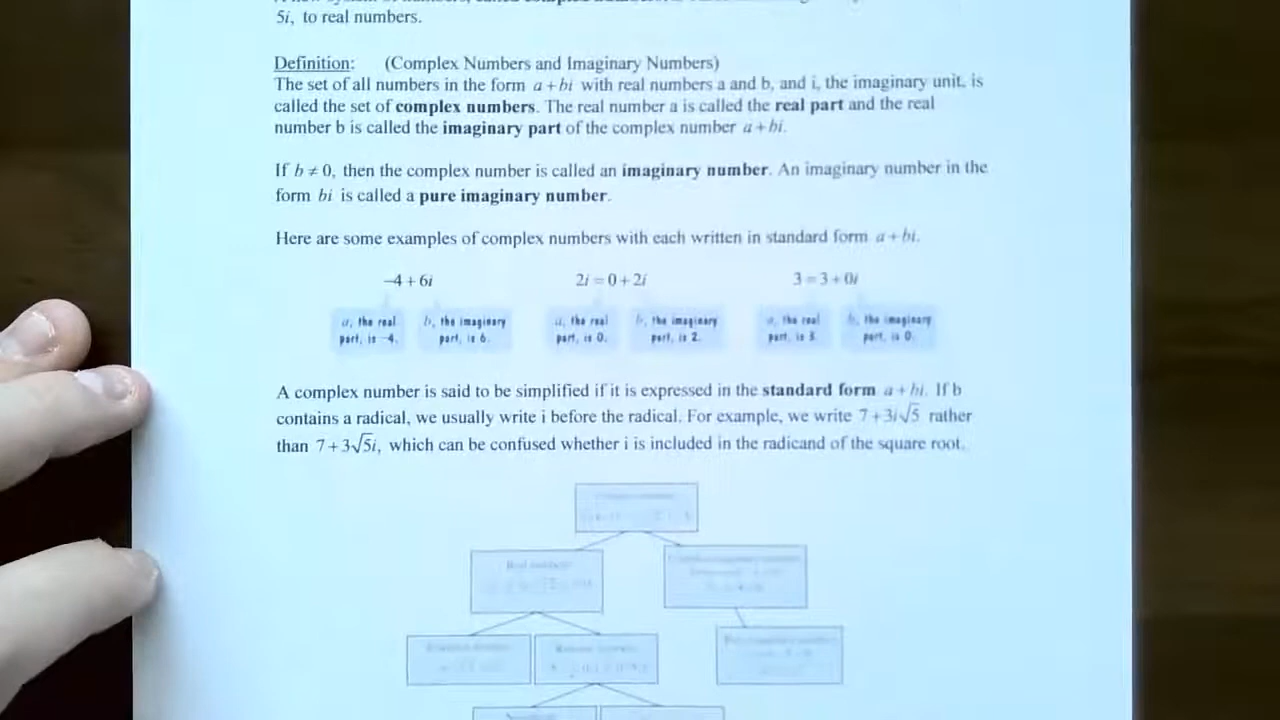 5i, to real numbers.
Definition: (Complex Numbers and Imaginary Numbers)
The set of all numbers in the form a+bi with real numbers a and b, and i, the imaginary unit, is
called the set of complex numbers. The real number a is called the real part and the real
number b is called the imaginary part of the complex number a+bi.
If b ≠ 0, then the complex number is called an imaginary number. An imaginary number in the
form bi is called a pure imaginary number.
Here are some examples of complex numbers with each written in standard form a+bi.
−4+6i 2i=0+2i 3=3+0i
a, the real b, the imaginary a, the real b, the imaginary a, the real b, the imaginary
part, is −4. part, is 6. part, is 0. part, is 2. part, is 3. part, is 0.
A complex number is said to be simplified if it is expressed in the standard form a+bi. If b
contains a radical, we usually write i before the radical. For example, we write 7+3i√5 rather
than 7+3√5i, which can be confused whether i is included in the radicand of the square root.
Real numbers